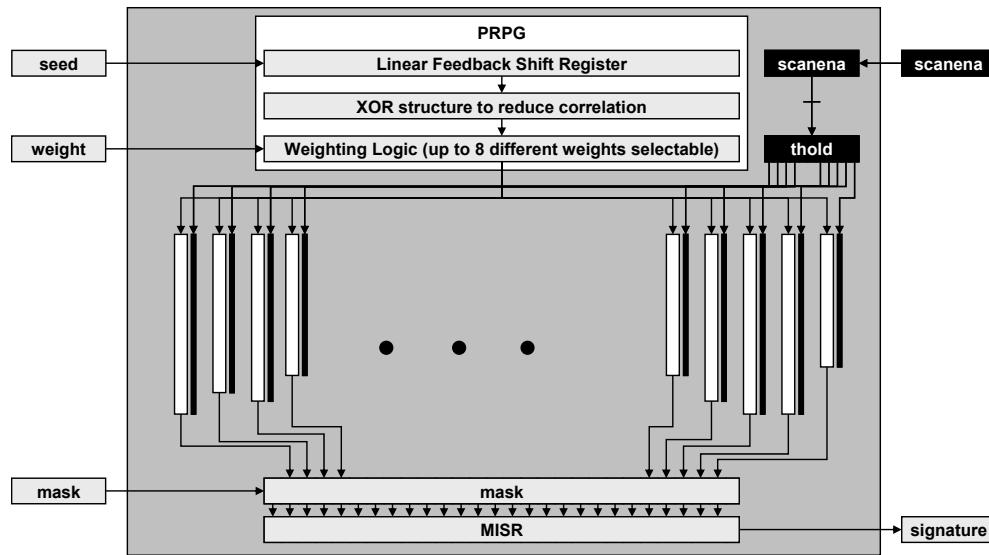 PRPG
seed
Linear Feedback Shift Register
scanena
scanena
XOR structure to reduce correlation
weight
Weighting Logic (up to 8 different weights selectable)
thold
mask
mask
MISR
signature